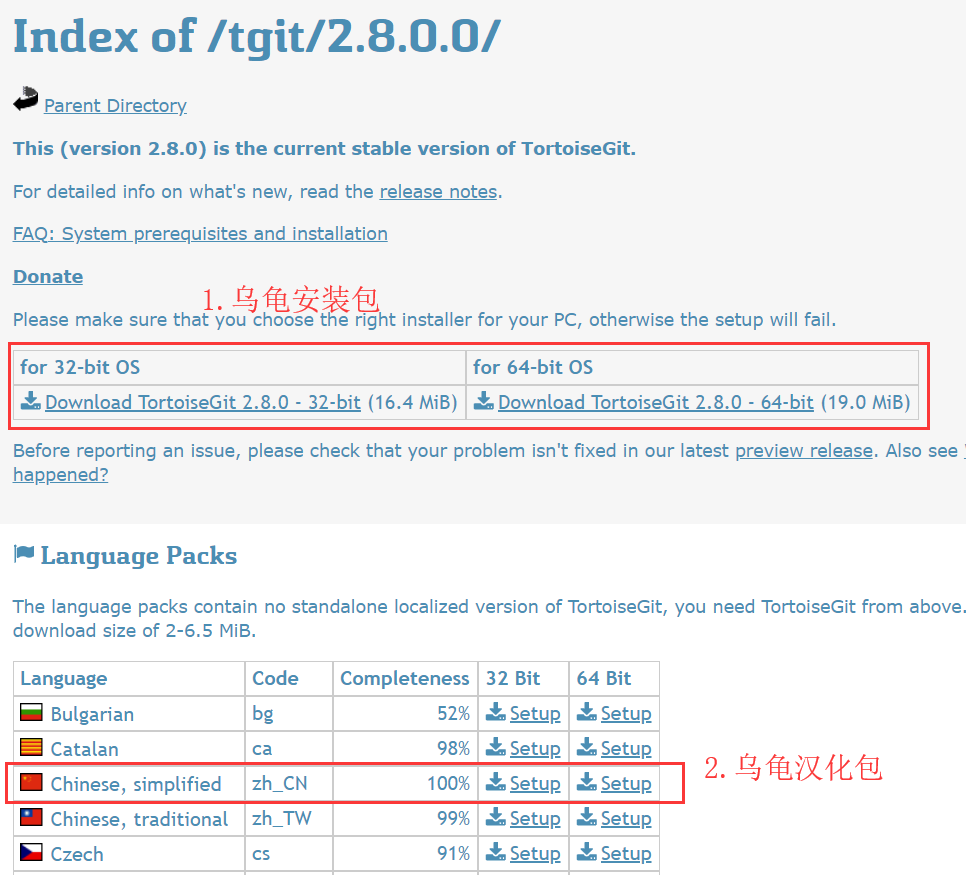 Index of /tgit/2.8.0.0/
Parent Directory
This (version 2.8.0) is the current stable version of TortoiseGit.
For detailed info on what's new, read the release notes.
FAQ: System prerequisites and installation
Donate
1.乌龟安装包
Please make sure that you choose the right installer for your PC, otherwise the setup will fail.
for 32-bit OS for 64-bit OS
Download TortoiseGit 2.8.0 - 32-bit (16.4 MiB) Download TortoiseGit 2.8.0 - 64-bit (19.0 MiB)
Before reporting an issue, please check that your problem isn't fixed in our latest preview release. Also see
happened?
Language Packs
The language packs contain no standalone localized version of TortoiseGit, you need TortoiseGit from above.
download size of 2-6.5 MiB.
Language Code Completeness 32 Bit 64 Bit
Bulgarian bg 52% Setup Setup
Catalan ca 98% Setup Setup
Chinese, simplified zh_CN 100% Setup Setup
2.乌龟汉化包
Chinese, traditional zh_TW 99% Setup Setup
Czech cs 91% Setup Setup